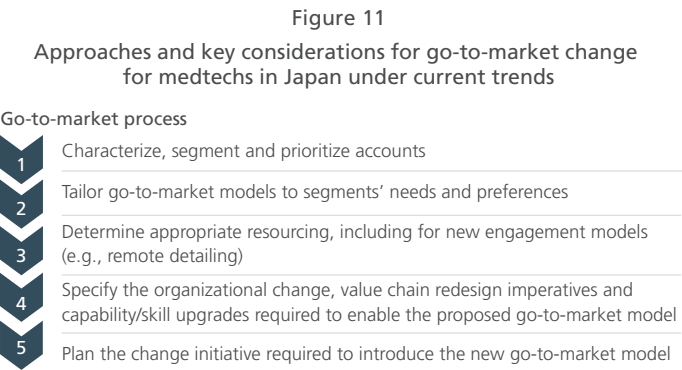 Figure 11
Approaches and key considerations for go-to-market change
for medtechs in Japan under current trends
Go-to-market process
1 Characterize, segment and prioritize accounts
2 Tailor go-to-market models to segments’ needs and preferences
3 Determine appropriate resourcing, including for new engagement models
(e.g., remote detailing)
4 Specify the organizational change, value chain redesign imperatives and
capability/skill upgrades required to enable the proposed go-to-market model
5 Plan the change initiative required to introduce the new go-to-market model